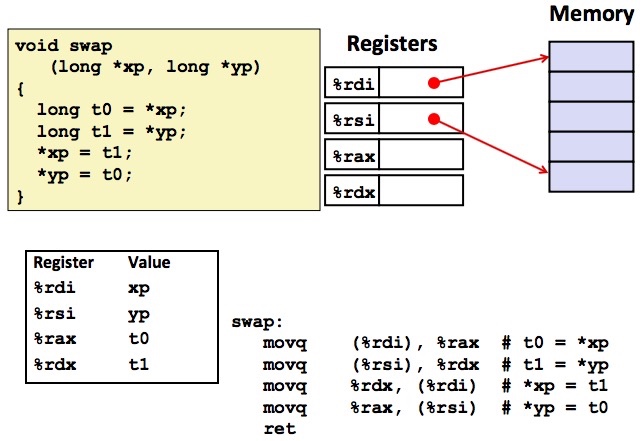 void swap
(long *xp, long *yp)
{
long t0 = *xp;
long t1 = *yp;
*xp = t1;
*yp = t0;
}
Registers
%rdi
%rsi
%rax
%rdx
Memory
Register Value
%rdi xp
%rsi yp
%rax t0
%rdx t1
swap:
movq (%rdi), %rax # t0 = *xp
movq (%rsi), %rdx # t1 = *yp
movq %rdx, (%rdi) # *xp = t1
movq %rax, (%rsi) # *yp = t0
ret